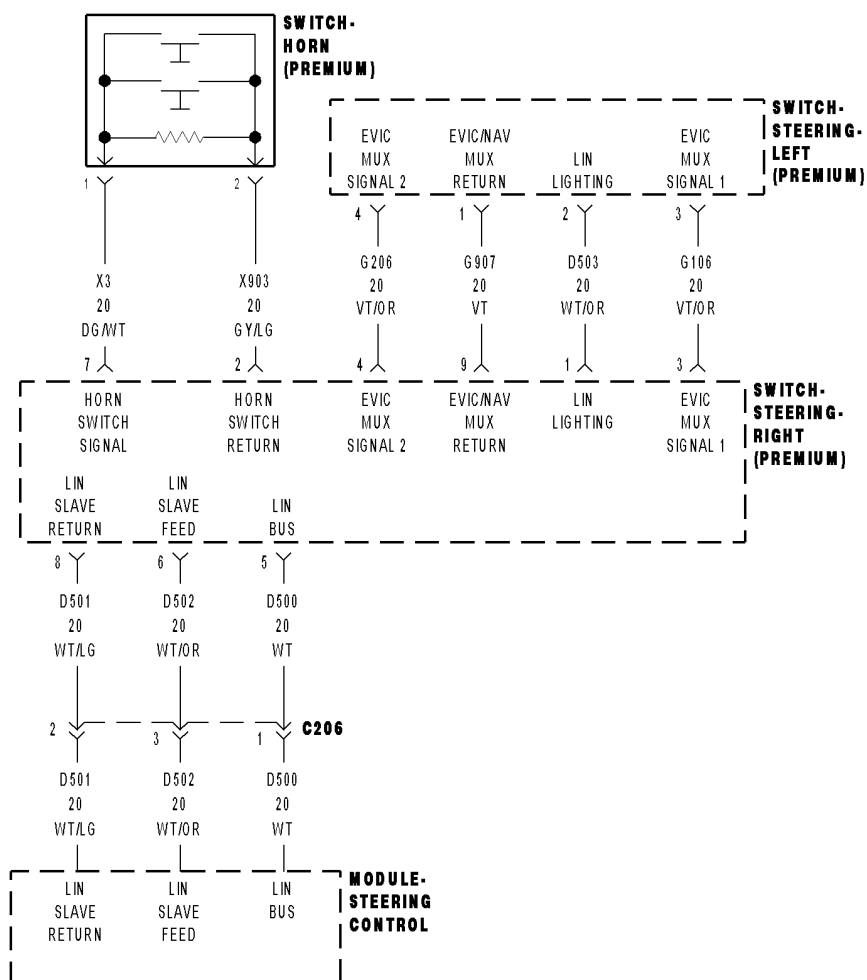 SWITCH-
HORN
(PREMIUM)
SWITCH-
STEERING-
LEFT
(PREMIUM)
EVIC
MUX
SIGNAL 2
EVIC/NAV
MUX
RETURN
LIN
LIGHTING
EVIC
MUX
SIGNAL 1
1
2
4
1
2
3
X3
20
DG/WT
X903
20
GY/LG
G206
20
VT/OR
G907
20
VT
D503
20
WT/OR
G106
20
VT/OR
7
2
4
9
1
3
SWITCH-
STEERING-
RIGHT
(PREMIUM)
HORN
SWITCH
SIGNAL
HORN
SWITCH
RETURN
EVIC
MUX
SIGNAL 2
EVIC/NAV
MUX
RETURN
LIN
LIGHTING
EVIC
MUX
SIGNAL 1
LIN
SLAVE
RETURN
LIN
SLAVE
FEED
LIN
BUS
8
6
5
D501
20
WT/LG
D502
20
WT/OR
D500
20
WT
2
3
1
C206
D501
20
WT/LG
D502
20
WT/OR
D500
20
WT
MODULE-
STEERING
CONTROL
LIN
SLAVE
RETURN
LIN
SLAVE
FEED
LIN
BUS